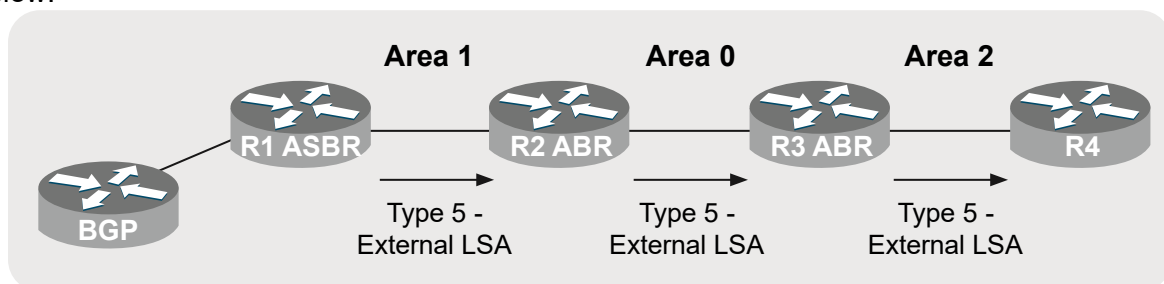 Area 1
Area 0
Area 2
R1 ASBR
R2 ABR
R3 ABR
R4
BGP
Type 5 -
External LSA
Type 5 -
External LSA
Type 5 -
External LSA